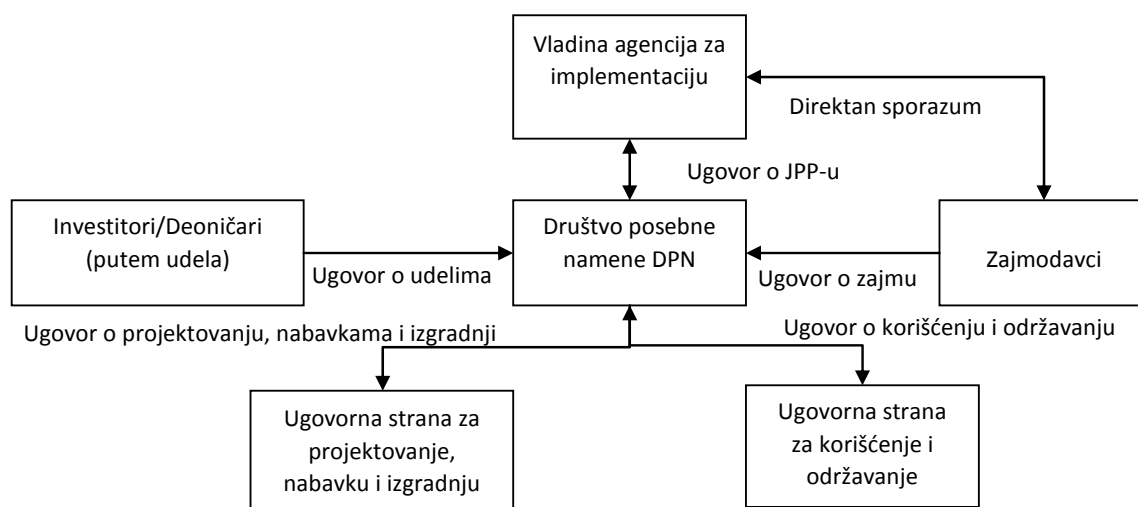 Vladina agencija za
implementaciju
Direktan sporazum
Ugovor o JPP-u
Investitori/Deoničari
(putem udela)
Ugovor o udelima
Društvo posebne
namene DPN
Ugovor o zajmu
Zajmodavci
Ugovor o projektovanju, nabavkama i izgradnji
Ugovor o korišćenju i održavanju
Ugovorna strana za
projektovanje,
nabavku i izgradnju
Ugovorna strana
za korišćenje i
održavanje